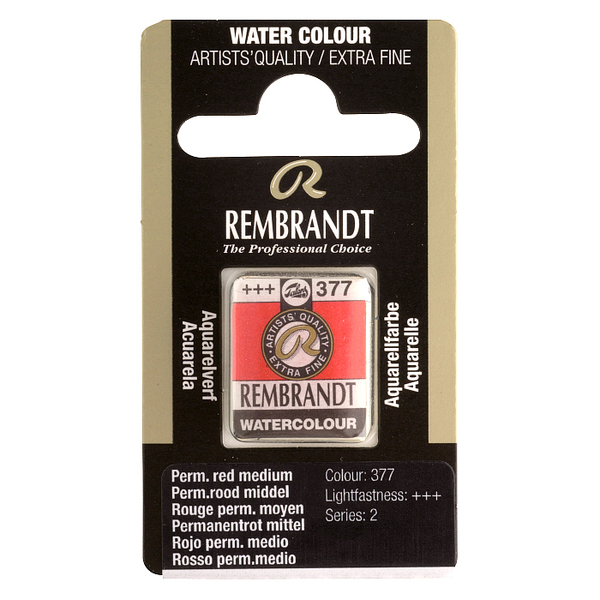 WATER COLOUR
ARTISTS' QUALITY / EXTRA FINE
R
REMBRANDT
The Professional Choice
+++ Talens 377
ARTISTS' QUALITY
R
EXTRA FINE
REMBRANDT
WATERCOLOUR
Aquarelverf
Acuarela
Aquarellfarbe
Aquarelle
Perm. red medium
Perm.rood middel
Rouge perm. moyen
Permanentrot mittel
Rojo perm. medio
Rosso perm.medio
Colour: 377
Lightfastness: +++
Series: 2